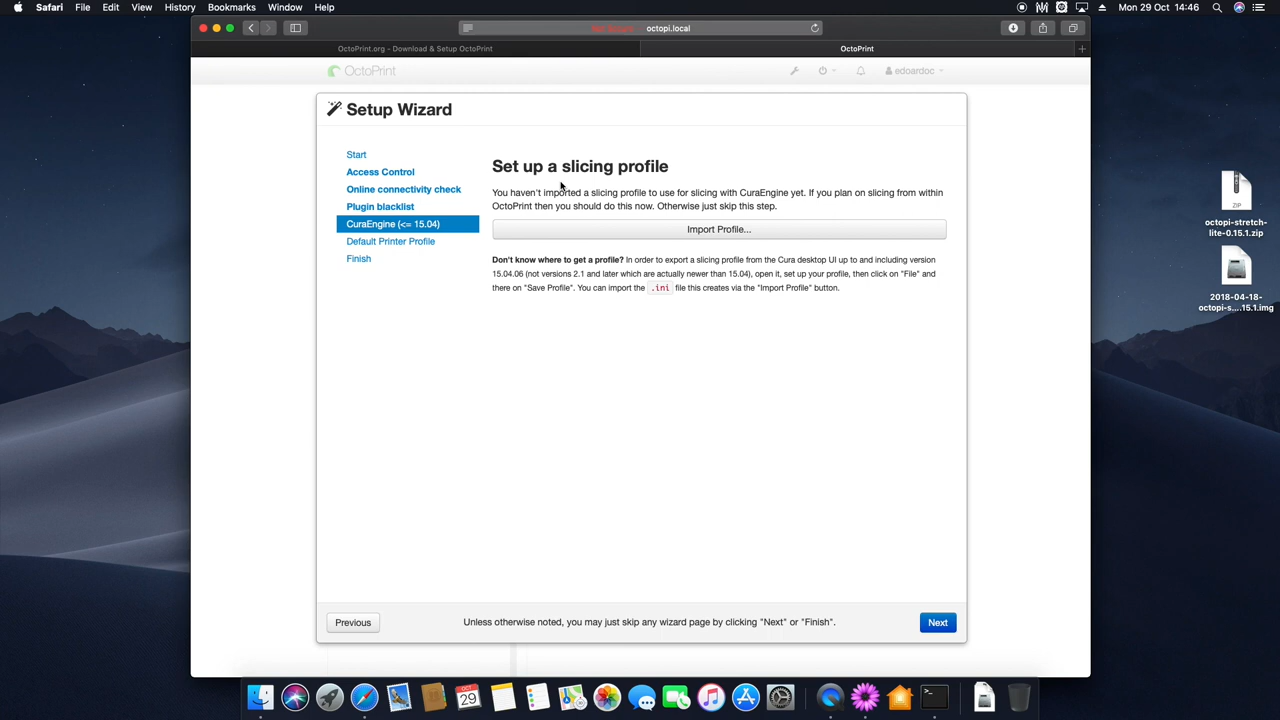 Safari File Edit View History Bookmarks Window Help
Mon 29 Oct 14:46
octopi.local
OctoPrint.org - Download & Setup OctoPrint
OctoPrint
OctoPrint
edoardoc
Setup Wizard
Start
Access Control
Online connectivity check
Plugin blacklist
CuraEngine (<= 15.04)
Default Printer Profile
Finish
Set up a slicing profile
You haven't imported a slicing profile to use for slicing with CuraEngine yet. If you plan on slicing from within
OctoPrint then you should do this now. Otherwise just skip this step.
Import Profile...
Don't know where to get a profile? In order to export a slicing profile from the Cura desktop UI up to and including version
15.04.06 (not versions 2.1 and later which are actually newer than 15.04), open it, set up your profile, then click on "File" and
there on "Save Profile". You can import the .ini file this creates via the "Import Profile" button.
Previous
Unless otherwise noted, you may just skip any wizard page by clicking "Next" or "Finish".
Next
ZIP
octopi-stretch-
lite-0.15.1.zip
2018-04-18-
octopi-s....15.1.img
OCT
29